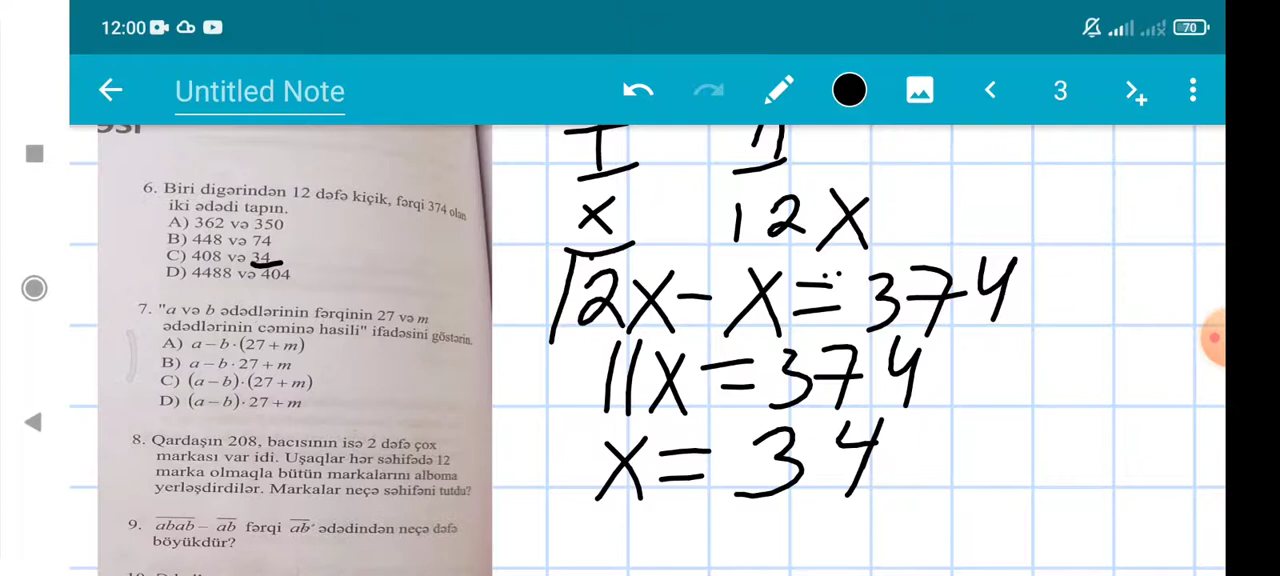 12:00
70
Untitled Note
3
6. Biri digərindən 12 dəfə kiçik, fərqi 374 olan
iki ədədi tapın.
A) 362 və 350
B) 448 və 74
C) 408 və 34
D) 4488 və 404
7. "a və b ədədlərinin fərqinin 27 və m
ədədlərinin cəminə hasili" ifadəsini göstərin.
A) a−b·(27+m)
B) a−b·27+m
C) (a−b)·(27+m)
D) (a−b)·27+m
8. Qardaşın 208, bacısının isə 2 dəfə çox
markası var idi. Uşaqlar hər səhifədə 12
marka olmaqla bütün markalarını alboma
yerləşdirdilər. Markalar neçə səhifəni tutdu?
9. abab − ab fərqi ab ədədindən neçə dəfə
böyükdür?
I II
x 12x
12x − x = 374
11x = 374
x = 34